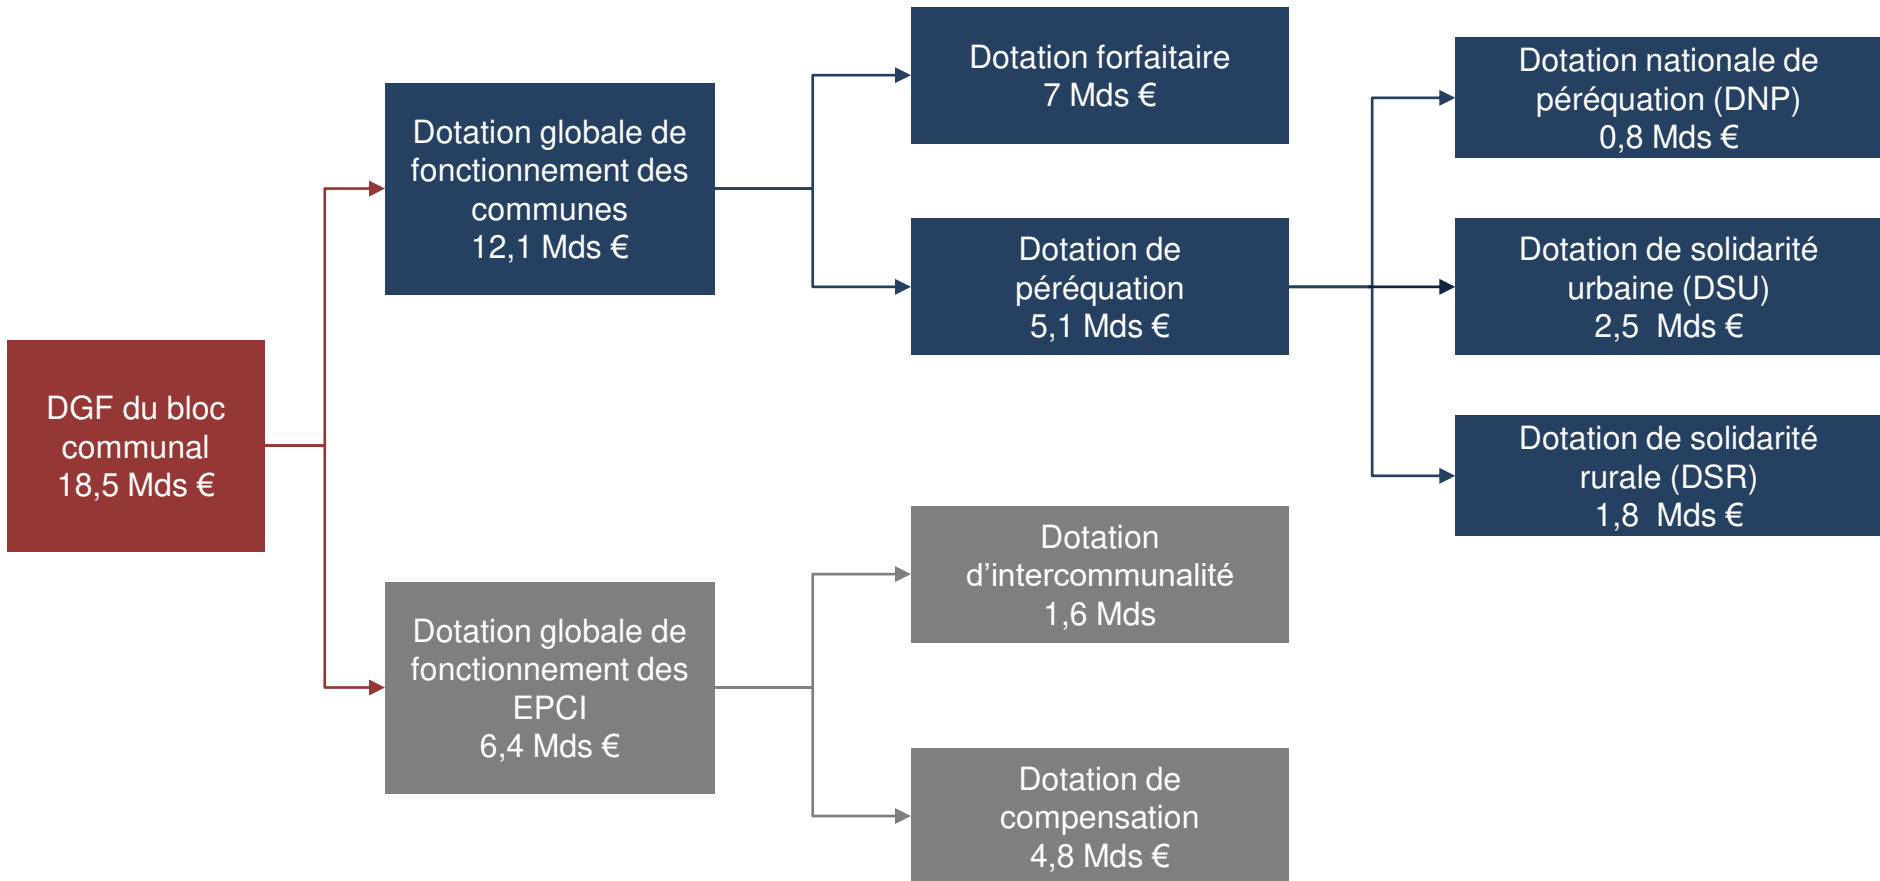 DGF du bloc
communal
18,5 Mds €
Dotation globale de
fonctionnement des
communes
12,1 Mds €
Dotation forfaitaire
7 Mds €
Dotation de
péréquation
5,1 Mds €
Dotation nationale de
péréquation (DNP)
0,8 Mds €
Dotation de solidarité
urbaine (DSU)
2,5  Mds €
Dotation de solidarité
rurale (DSR)
1,8  Mds €
Dotation globale de
fonctionnement des
EPCI
6,4 Mds €
Dotation
d’intercommunalité
1,6 Mds
Dotation de
compensation
4,8 Mds €